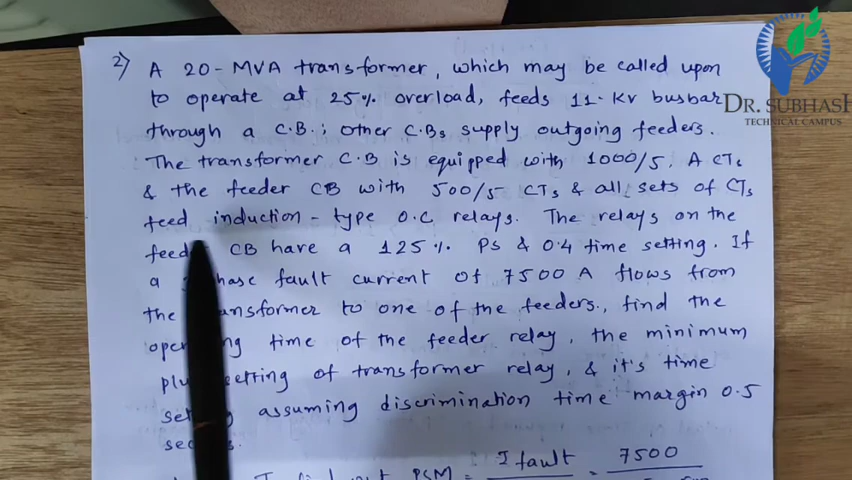 2) A 20-MVA transformer, which may be called upon
to operate at 25% overload, feeds 11-KV busbar
through a C.B.; other C.Bs supply outgoing feeders.
The transformer C.B is equipped with 1000/5. A CTs
& the feeder CB with 500/5 CTs & all sets of CTs
feed induction-type O.C relays. The relays on the
CB have a 125% PS & 0.4 time setting. If
a fault current of 7500 A flows from
the to one of the feeders, find the
time of the feeder relay, the minimum
of transformer relay, & it's time
assuming discrimination time margin 0.5
PSM = I fault = 7500
DR. SUBHASH
TECHNICAL CAMPUS